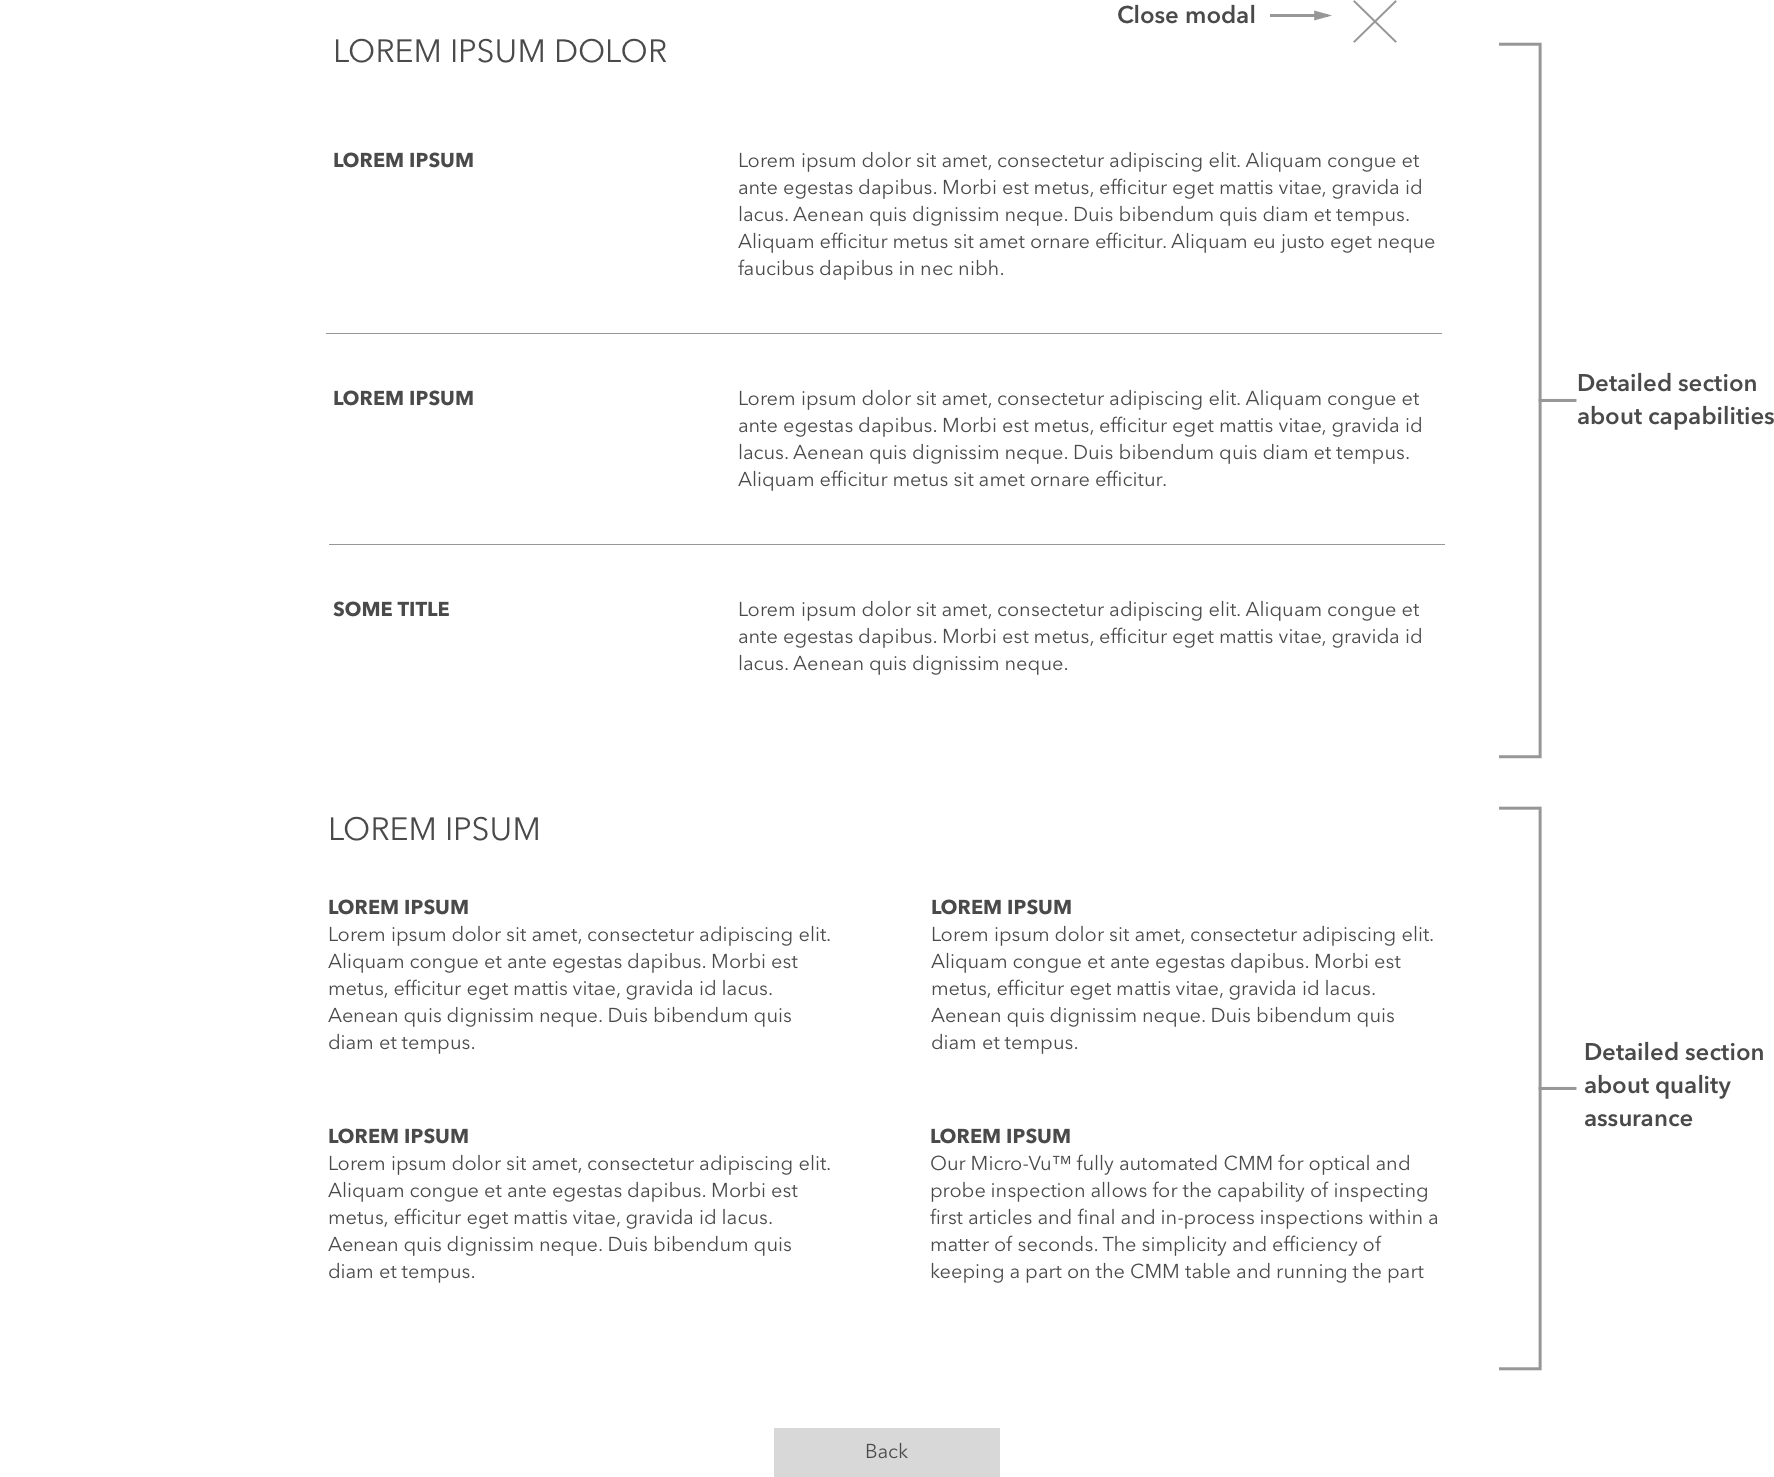 Close modal
LOREM IPSUM DOLOR
LOREM IPSUM
Lorem ipsum dolor sit amet, consectetur adipiscing elit. Aliquam congue et
ante egestas dapibus. Morbi est metus, efficitur eget mattis vitae, gravida id
lacus. Aenean quis dignissim neque. Duis bibendum quis diam et tempus.
Aliquam efficitur metus sit amet ornare efficitur. Aliquam eu justo eget neque
faucibus dapibus in nec nibh.
LOREM IPSUM
Lorem ipsum dolor sit amet, consectetur adipiscing elit. Aliquam congue et
ante egestas dapibus. Morbi est metus, efficitur eget mattis vitae, gravida id
lacus. Aenean quis dignissim neque. Duis bibendum quis diam et tempus.
Aliquam efficitur metus sit amet ornare efficitur.
SOME TITLE
Lorem ipsum dolor sit amet, consectetur adipiscing elit. Aliquam congue et
ante egestas dapibus. Morbi est metus, efficitur eget mattis vitae, gravida id
lacus. Aenean quis dignissim neque.
Detailed section
about capabilities
LOREM IPSUM
LOREM IPSUM
Lorem ipsum dolor sit amet, consectetur adipiscing elit.
Aliquam congue et ante egestas dapibus. Morbi est
metus, efficitur eget mattis vitae, gravida id lacus.
Aenean quis dignissim neque. Duis bibendum quis
diam et tempus.
LOREM IPSUM
Lorem ipsum dolor sit amet, consectetur adipiscing elit.
Aliquam congue et ante egestas dapibus. Morbi est
metus, efficitur eget mattis vitae, gravida id lacus.
Aenean quis dignissim neque. Duis bibendum quis
diam et tempus.
LOREM IPSUM
Lorem ipsum dolor sit amet, consectetur adipiscing elit.
Aliquam congue et ante egestas dapibus. Morbi est
metus, efficitur eget mattis vitae, gravida id lacus.
Aenean quis dignissim neque. Duis bibendum quis
diam et tempus.
LOREM IPSUM
Our Micro-Vu™ fully automated CMM for optical and
probe inspection allows for the capability of inspecting
first articles and final and in-process inspections within a
matter of seconds. The simplicity and efficiency of
keeping a part on the CMM table and running the part
Detailed section
about quality
assurance
Back